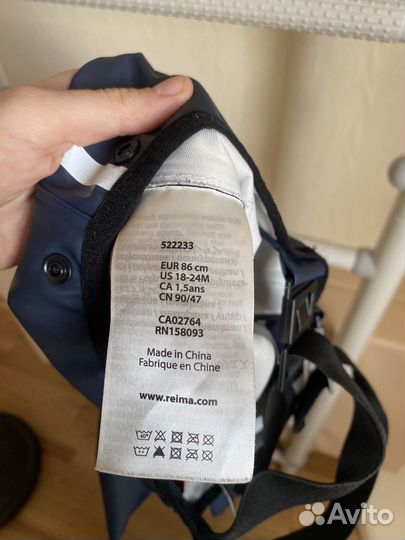 522233
EUR 86 cm
US 18-24M
CA 1,5ans
CN 90/47
CA02764
RN158093
Made in China
Fabrique en Chine
www.reima.com
Avito